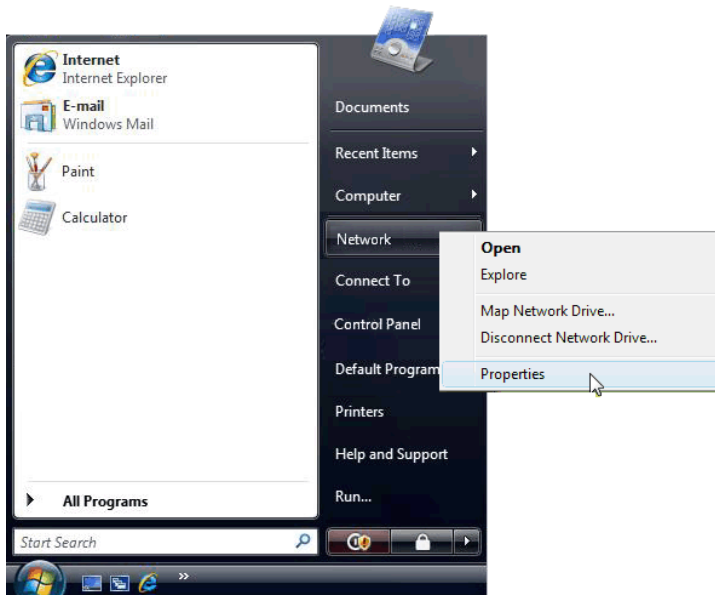 Internet
Internet Explorer
E-mail
Windows Mail
Paint
Calculator
All Programs
Start Search
Documents
Recent Items
Computer
Network
Connect To
Control Panel
Default Program
Printers
Help and Support
Run...
Open
Explore
Map Network Drive...
Disconnect Network Drive...
Properties
»